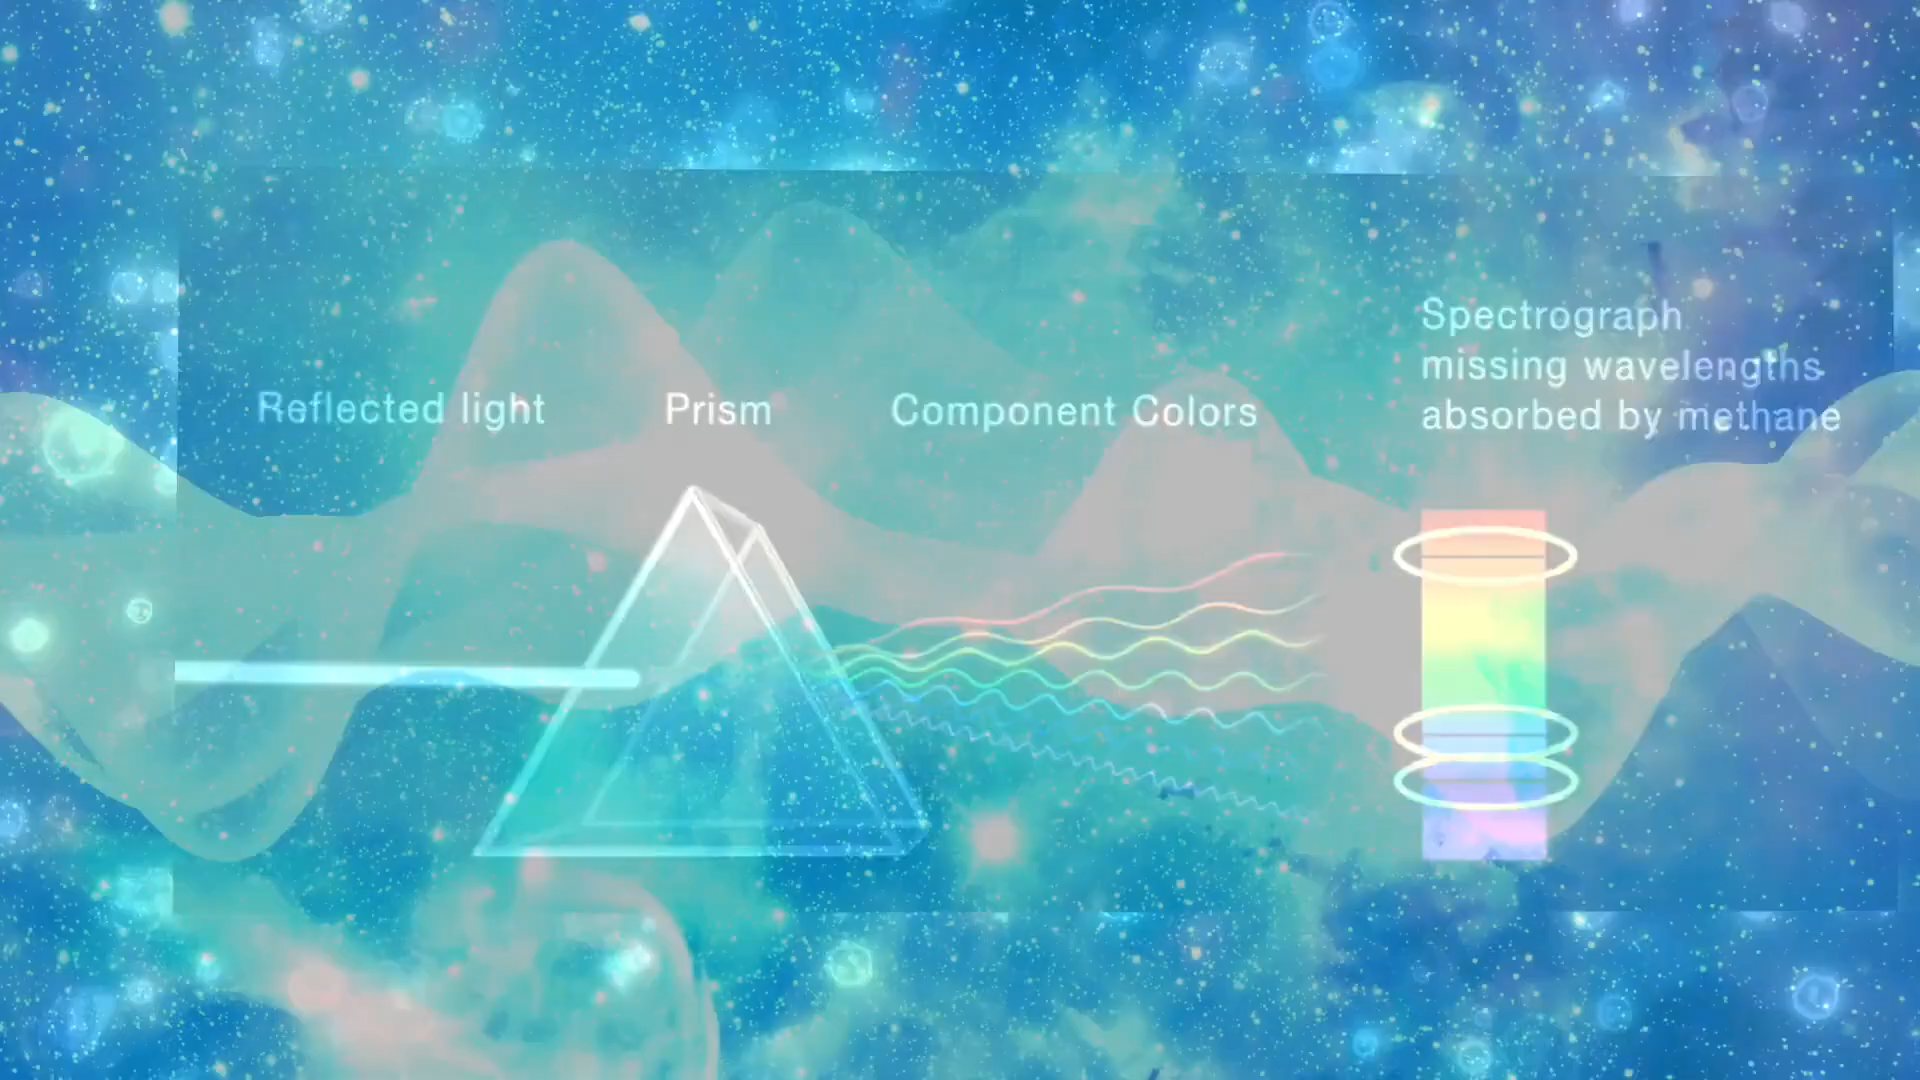 Reflected light
Prism
Component Colors
Spectrograph
missing wavelengths
absorbed by methane